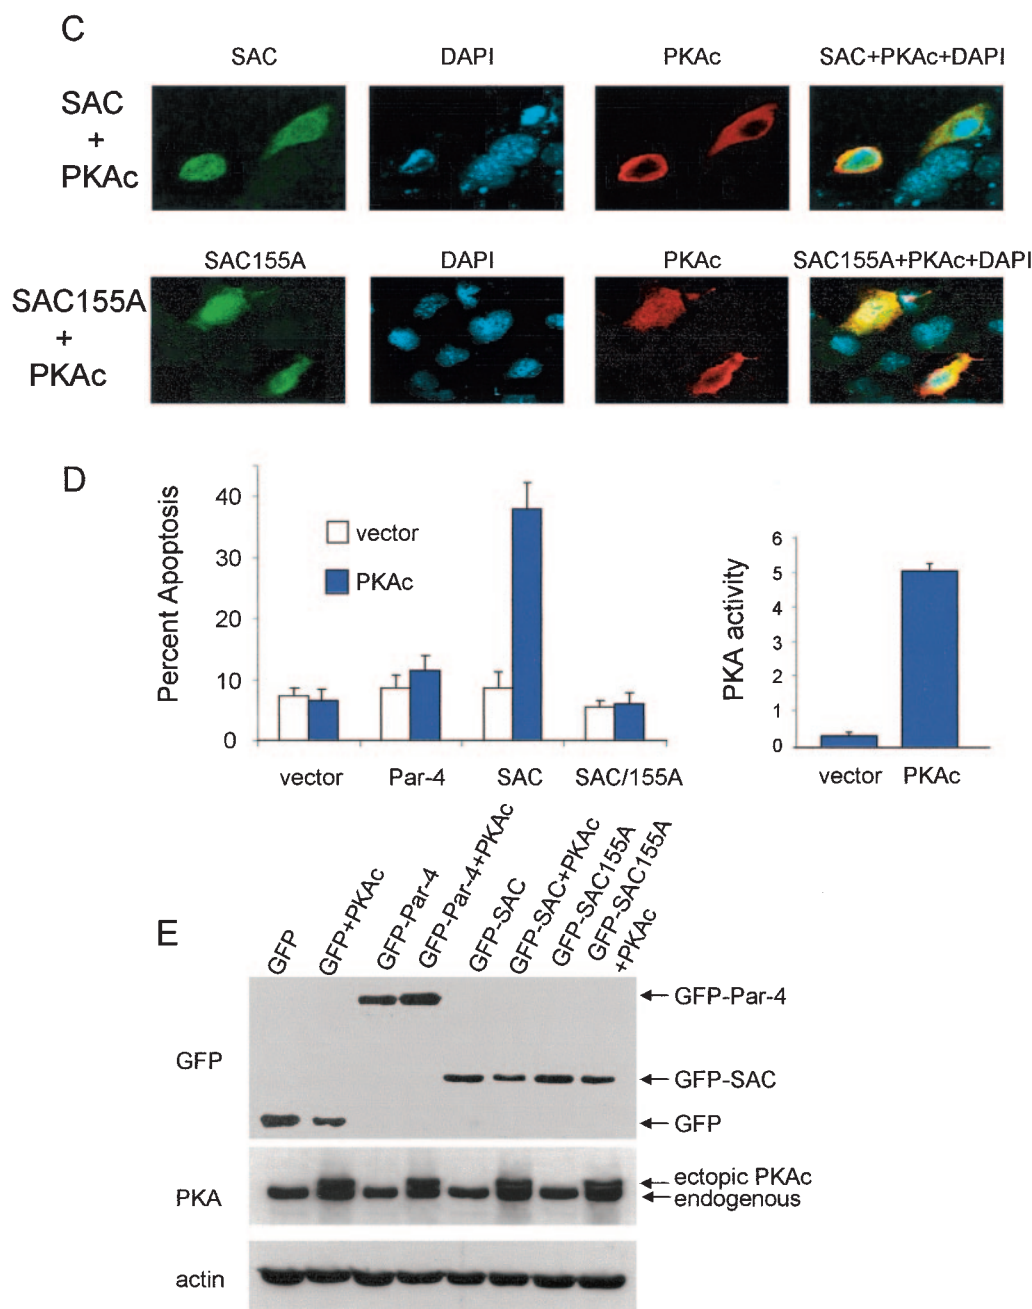 C
SAC DAPI PKAc SAC+PKAc+DAPI
SAC
+
PKAc
SAC155A DAPI PKAc SAC155A+PKAc+DAPI
SAC155A
+
PKAc
D
Percent Apoptosis
40
30
20
10
0
vector
PKAc
vector Par-4 SAC SAC/155A
PKA activity
6
5
4
3
2
1
0
vector PKAc
E
GFP
GFP+PKAc
GFP-Par-4
GFP-Par-4+PKAc
GFP-SAC
GFP-SAC+PKAc
GFP-SAC155A
GFP-SAC155A
+PKAc
GFP
GFP-Par-4
GFP-SAC
GFP
PKA
ectopic PKAc
endogenous
actin